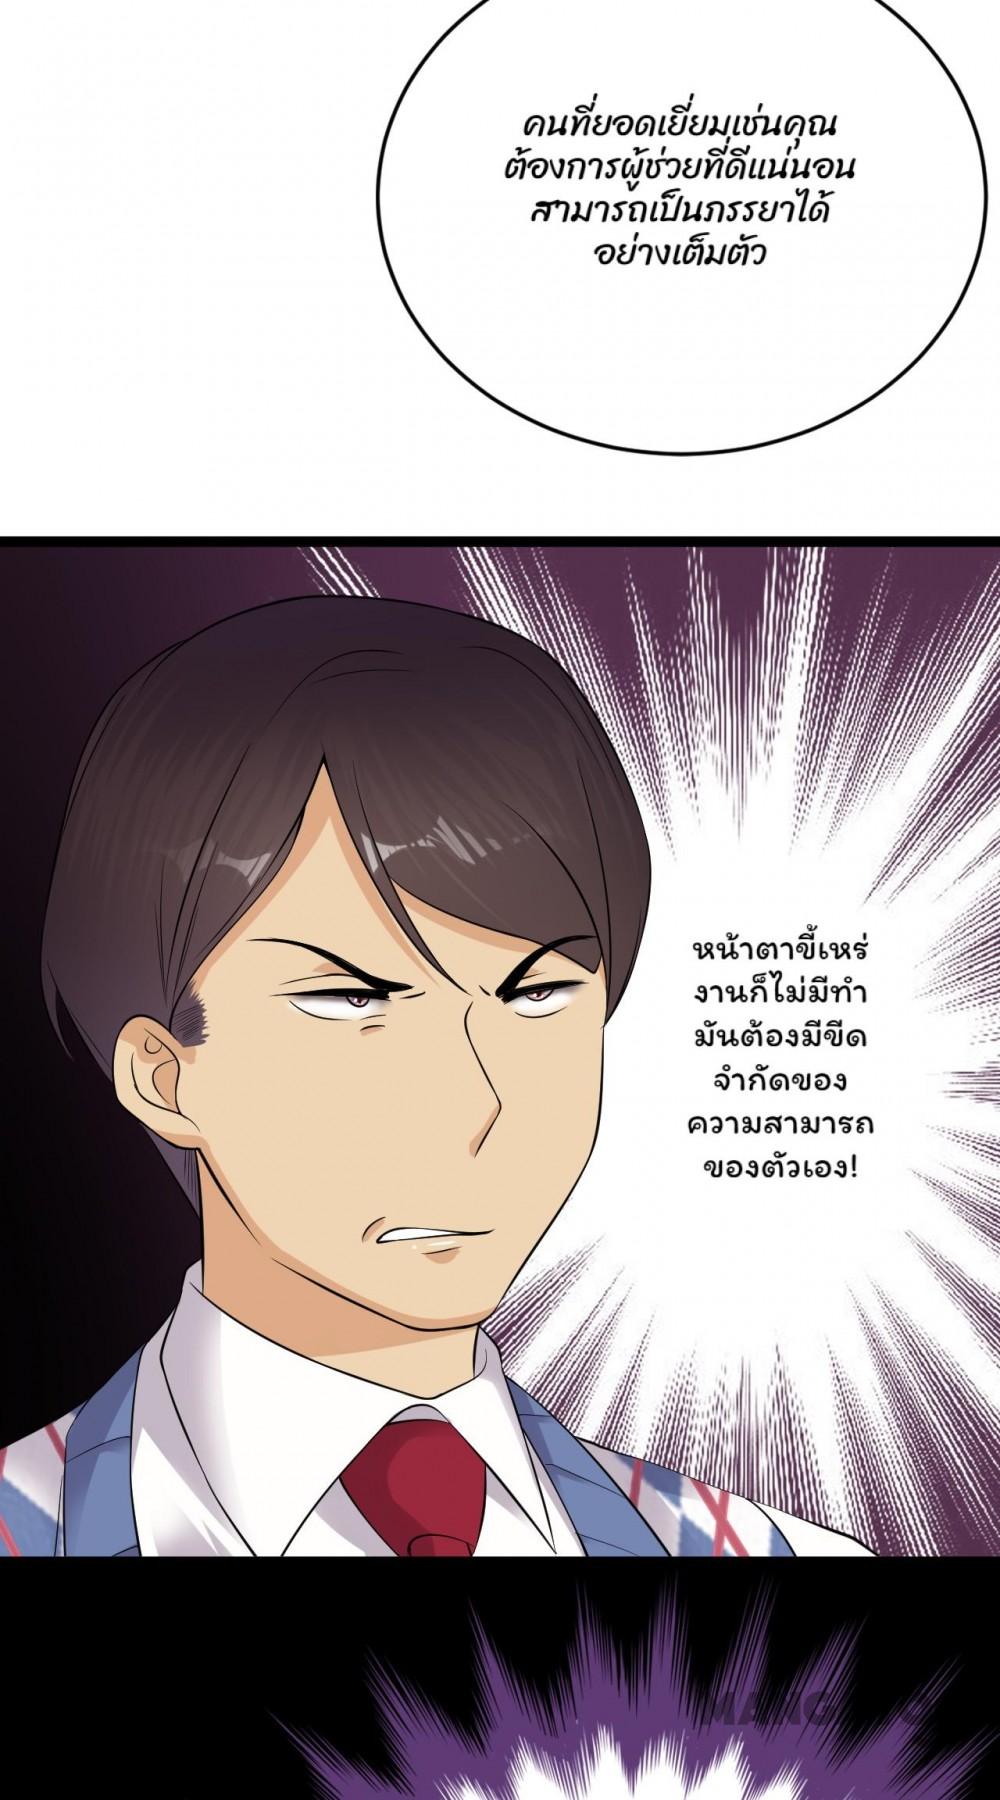 คนที่ยอดเยี่ยมเช่นคุณ
ต้องการผู้ช่วยที่ดีแน่นอน
สามารถเป็นภรรยาได้
อย่างเต็มตัว
หน้าตาขี้เหร่
งานก็ไม่มีทำ
มันต้องมีขีด
จำกัดของ
ความสามารถ
ของตัวเอง!